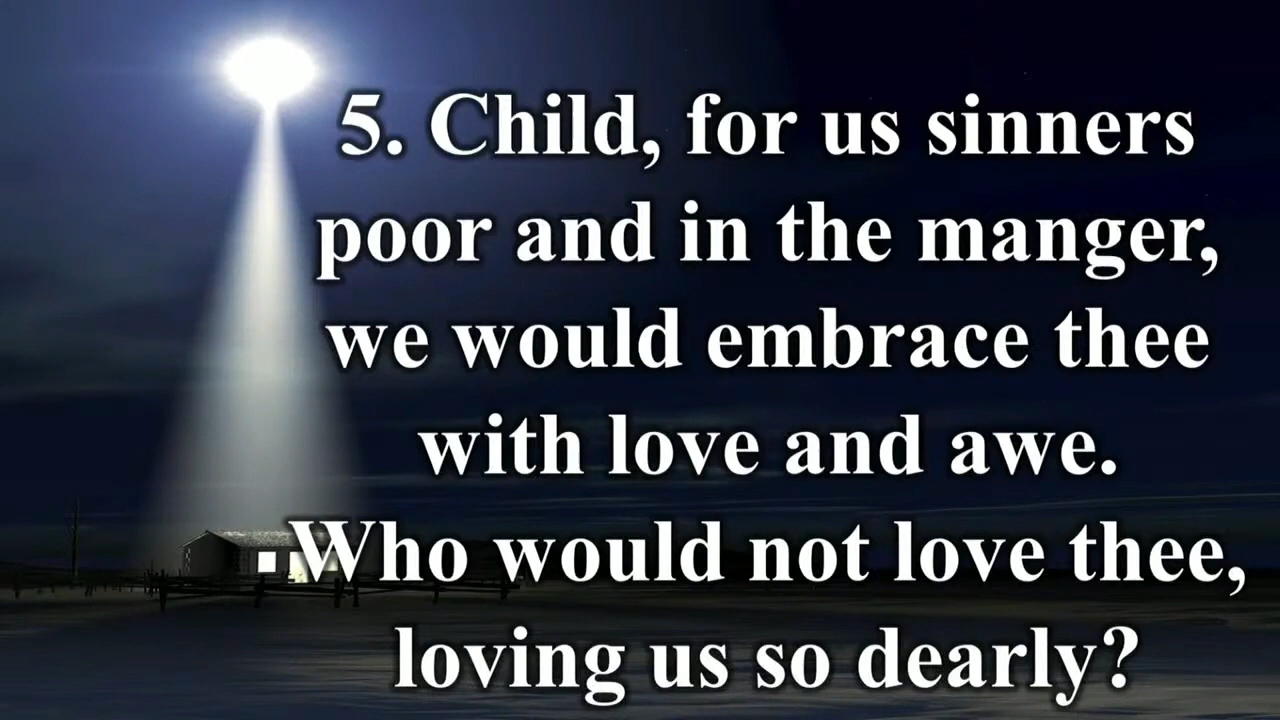 5. Child, for us sinners
poor and in the manger,
we would embrace thee
with love and awe.
Who would not love thee,
loving us so dearly?